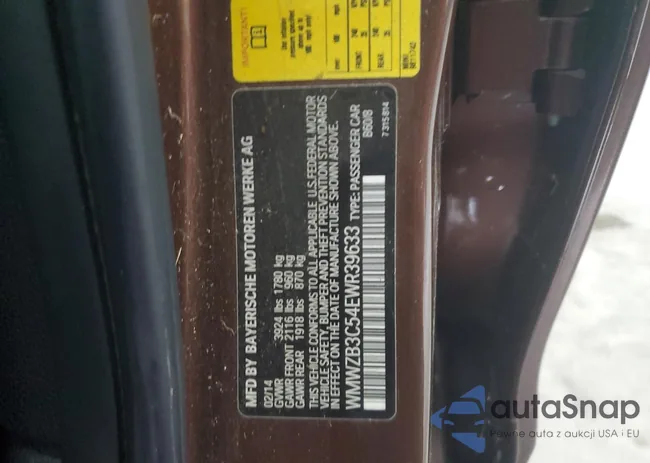 IMPORTANT!
MFD BY BAYERISCHE MOTOREN WERKE AG
02/14
GVWR 3924 lbs 1780 kg
GAWR FRONT 2116 lbs 960 kg
GAWR REAR 1918 lbs 870 kg
THIS VEHICLE CONFORMS TO ALL APPLICABLE U.S.FEDERAL MOTOR
VEHICLE SAFETY, BUMPER AND THEFT PREVENTION STANDARDS
IN EFFECT ON THE DATE OF MANUFACTURE SHOWN ABOVE.
WMWZB3C54EWR39633 TYPE: PASSENGER CAR
B60/8
7 315 814
autaSnap
Pewne auta z aukcji USA i EU